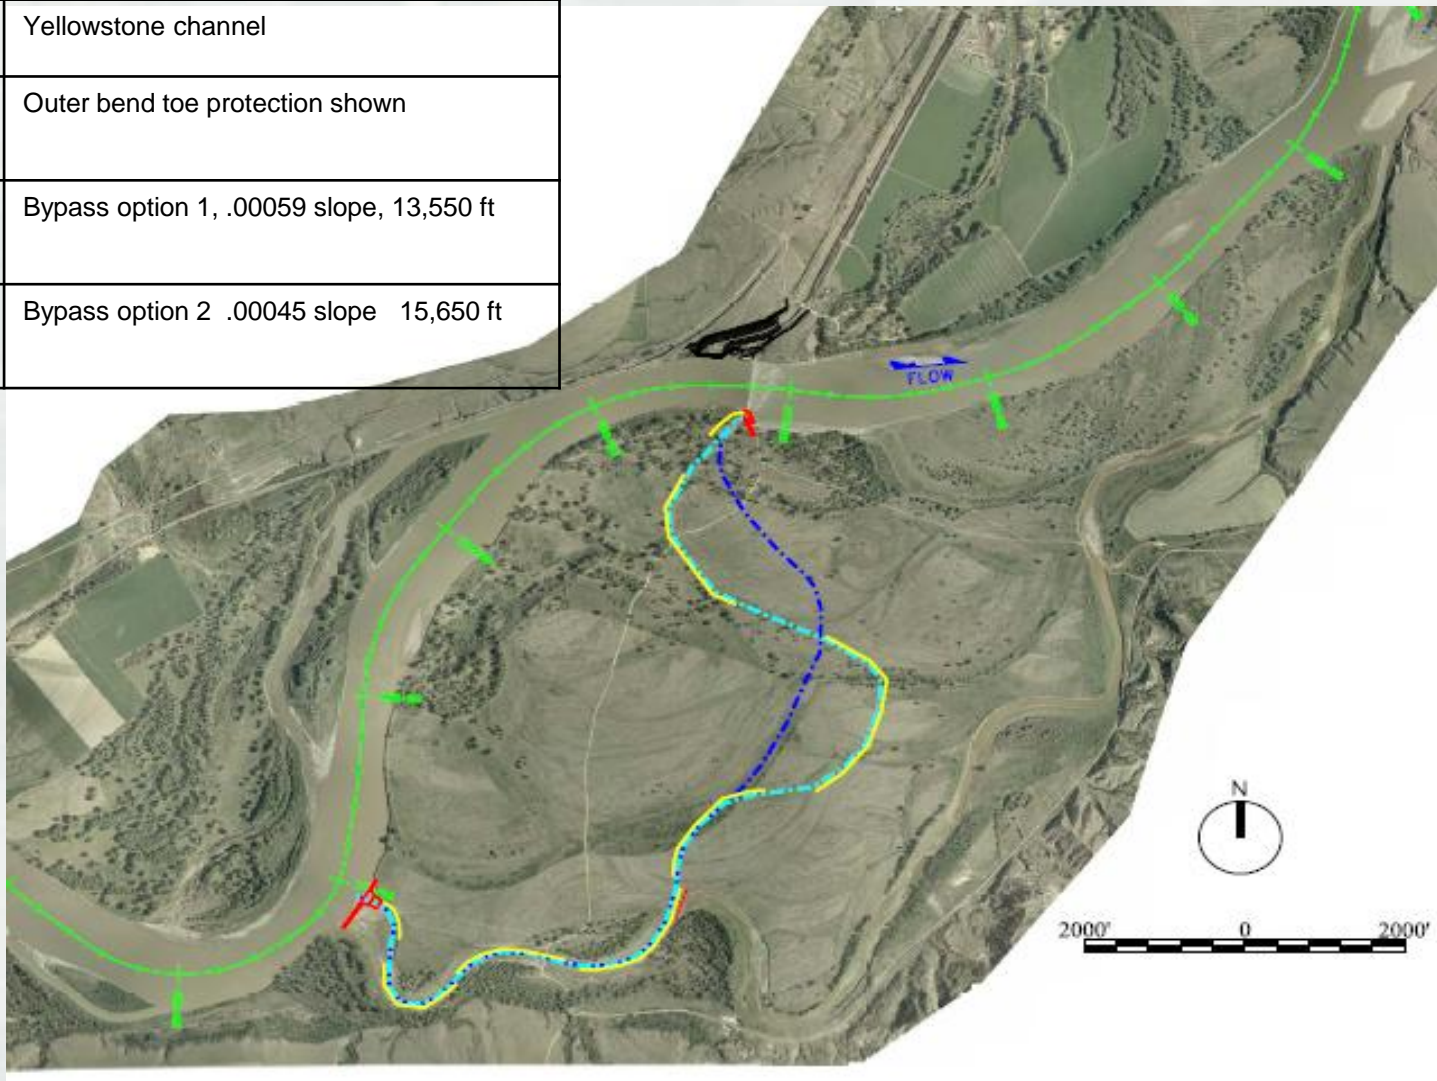 Yellowstone channel
Outer bend toe protection shown
Bypass option 1, .00059 slope, 13,550 ft
Bypass option 2 .00045 slope 15,650 ft
FLOW
N
2000' 0 2000'